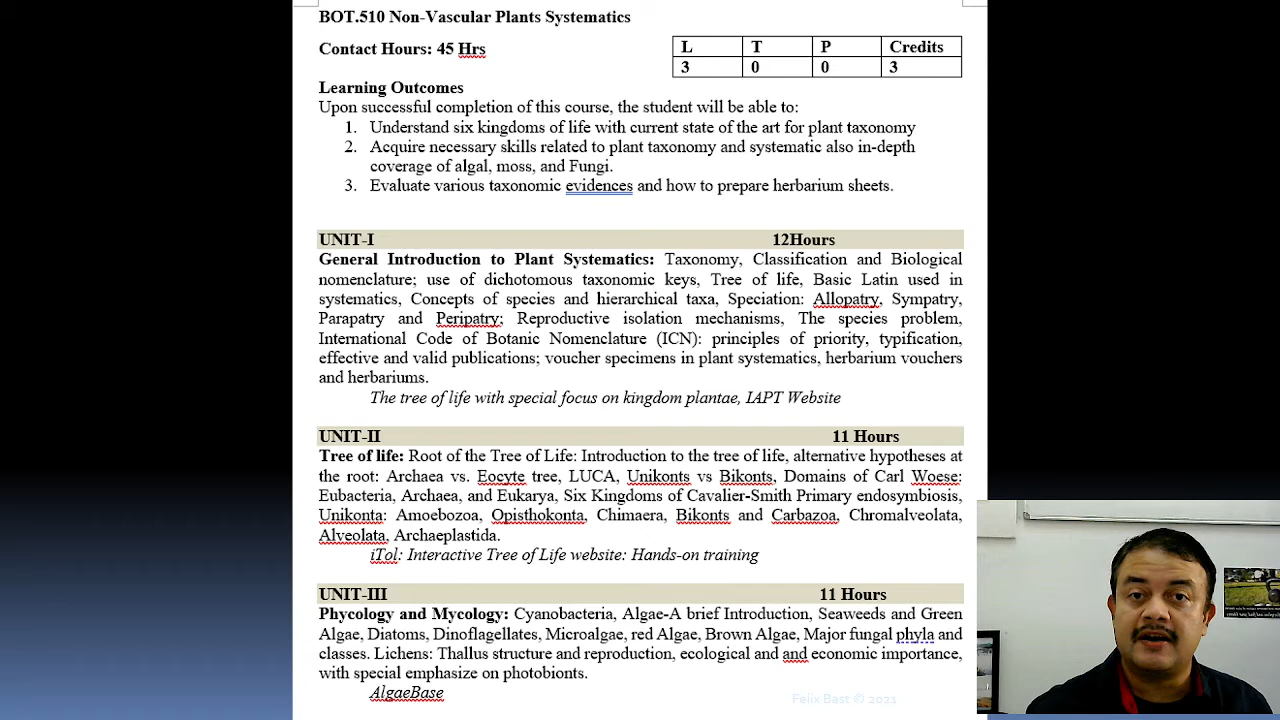 BOT.510 Non-Vascular Plants Systematics
Contact Hours: 45 Hrs
L T P Credits
3 0 0 3
Learning Outcomes
Upon successful completion of this course, the student will be able to:
1. Understand six kingdoms of life with current state of the art for plant taxonomy
2. Acquire necessary skills related to plant taxonomy and systematic also in-depth
coverage of algal, moss, and Fungi.
3. Evaluate various taxonomic evidences and how to prepare herbarium sheets.
UNIT-I 12Hours
General Introduction to Plant Systematics: Taxonomy, Classification and Biological
nomenclature; use of dichotomous taxonomic keys, Tree of life, Basic Latin used in
systematics, Concepts of species and hierarchical taxa, Speciation: Allopatry, Sympatry,
Parapatry and Peripatry; Reproductive isolation mechanisms, The species problem,
International Code of Botanic Nomenclature (ICN): principles of priority, typification,
effective and valid publications; voucher specimens in plant systematics, herbarium vouchers
and herbariums.
The tree of life with special focus on kingdom plantae, IAPT Website
UNIT-II 11 Hours
Tree of life: Root of the Tree of Life: Introduction to the tree of life, alternative hypotheses at
the root: Archaea vs. Eocyte tree, LUCA, Unikonts vs Bikonts, Domains of Carl Woese:
Eubacteria, Archaea, and Eukarya, Six Kingdoms of Cavalier-Smith Primary endosymbiosis,
Unikonta: Amoebozoa, Opisthokonta, Chimaera, Bikonts and Carbazoa, Chromalveolata,
Alveolata, Archaeplastida.
iTol: Interactive Tree of Life website: Hands-on training
UNIT-III 11 Hours
Phycology and Mycology: Cyanobacteria, Algae-A brief Introduction, Seaweeds and Green
Algae, Diatoms, Dinoflagellates, Microalgae, red Algae, Brown Algae, Major fungal phyla and
classes. Lichens: Thallus structure and reproduction, ecological and and economic importance,
with special emphasize on photobionts.
AlgaeBase
Felix Bast © 2021